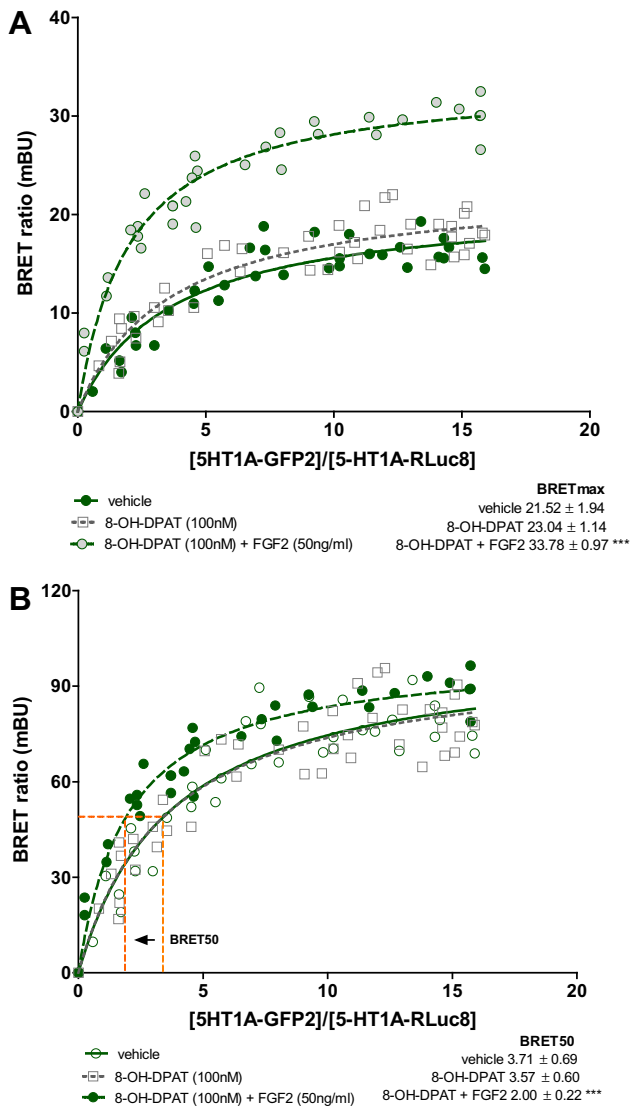 A
BRET ratio (mBU)
40
30
20
10
0
0 5 10 15 20
[5HT1A-GFP2]/[5-HT1A-RLuc8]
vehicle
8-OH-DPAT (100nM)
8-OH-DPAT (100nM) + FGF2 (50ng/ml)
BRETmax
vehicle 21.52 ± 1.94
8-OH-DPAT 23.04 ± 1.14
8-OH-DPAT + FGF2 33.78 ± 0.97 ***
B
BRET ratio (mBU)
120
90
60
30
0
BRET50
0 5 10 15 20
[5HT1A-GFP2]/[5-HT1A-RLuc8]
vehicle
8-OH-DPAT (100nM)
8-OH-DPAT (100nM) + FGF2 (50ng/ml)
BRET50
vehicle 3.71 ± 0.69
8-OH-DPAT 3.57 ± 0.60
8-OH-DPAT + FGF2 2.00 ± 0.22 ***